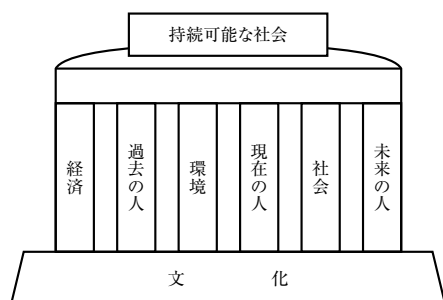 持続可能な社会
経済
過去の人
環境
現在の人
社会
未来の人
文化